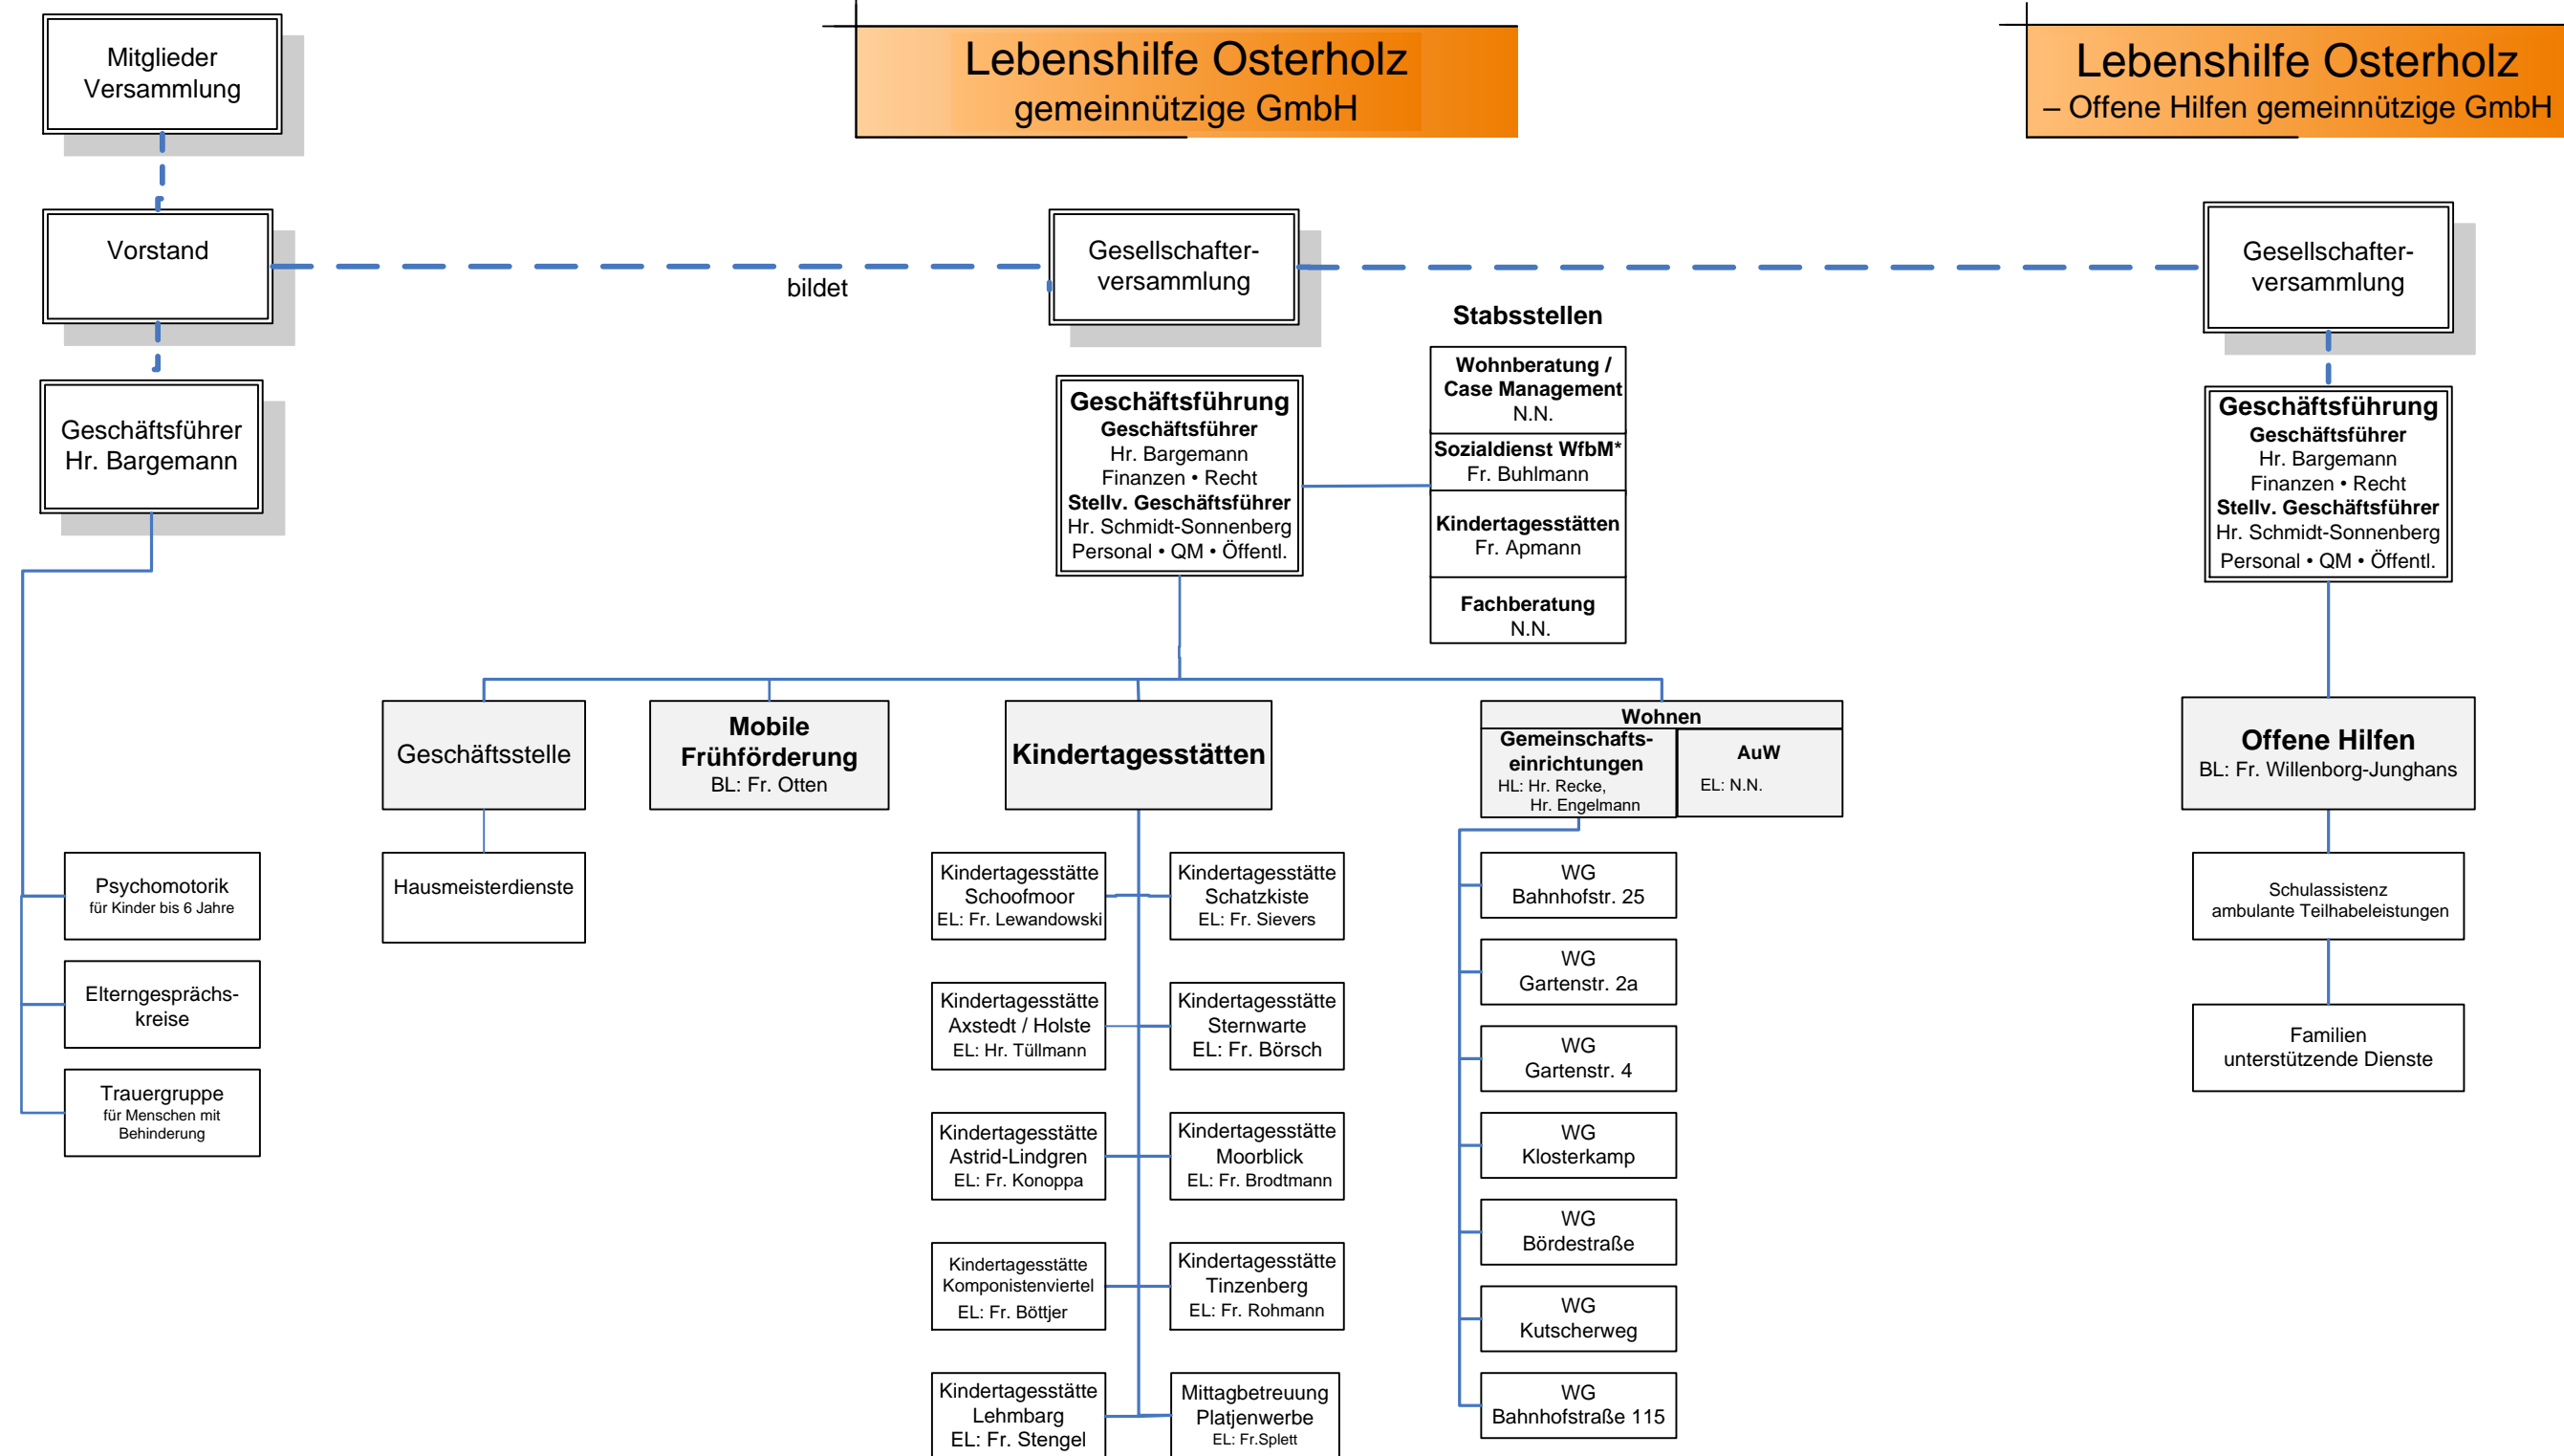 Mitglieder
Versammlung
Lebenshilfe Osterholz
gemeinnützige GmbH
Lebenshilfe Osterholz
– Offene Hilfen gemeinnützige GmbH
Vorstand
bildet
Gesellschafter-
versammlung
Gesellschafter-
versammlung
Geschäftsführer
Hr. Bargemann
Geschäftsführung
Geschäftsführer
Hr. Bargemann
Finanzen • Recht
Stellv. Geschäftsführer
Hr. Schmidt-Sonnenberg
Personal • QM • Öffentl.
Stabsstellen
Wohnberatung /
Case Management
N.N.
Sozialdienst WfbM*
Fr. Buhlmann
Kindertagesstätten
Fr. Apmann
Fachberatung
N.N.
Geschäftsführung
Geschäftsführer
Hr. Bargemann
Finanzen • Recht
Stellv. Geschäftsführer
Hr. Schmidt-Sonnenberg
Personal • QM • Öffentl.
Geschäftsstelle
Mobile
Frühförderung
BL: Fr. Otten
Kindertagesstätten
Wohnen
Gemeinschafts-
einrichtungen
HL: Hr. Recke,
Hr. Engelmann
AuW
EL: N.N.
Offene Hilfen
BL: Fr. Willenborg-Junghans
Psychomotorik
für Kinder bis 6 Jahre
Elterngesprächs-
kreise
Trauergruppe
für Menschen mit
Behinderung
Hausmeisterdienste
Kindertagesstätte
Schoofmoor
EL: Fr. Lewandowski
Kindertagesstätte
Schatzkiste
EL: Fr. Sievers
Kindertagesstätte
Axstedt / Holste
EL: Hr. Tüllmann
Kindertagesstätte
Sternwarte
EL: Fr. Börsch
Kindertagesstätte
Astrid-Lindgren
EL: Fr. Konoppa
Kindertagesstätte
Moorblick
EL: Fr. Brodtmann
Kindertagesstätte
Komponistenviertel
EL: Fr. Böttjer
Kindertagesstätte
Tinzenberg
EL: Fr. Rohmann
Kindertagesstätte
Lehmbarg
EL: Fr. Stengel
Mittagbetreuung
Platjenwerbe
EL: Fr.Splett
WG
Bahnhofstr. 25
WG
Gartenstr. 2a
WG
Gartenstr. 4
WG
Klosterkamp
WG
Bördestraße
WG
Kutscherweg
WG
Bahnhofstraße 115
Schulassistenz
ambulante Teilhabeleistungen
Familien
unterstützende Dienste